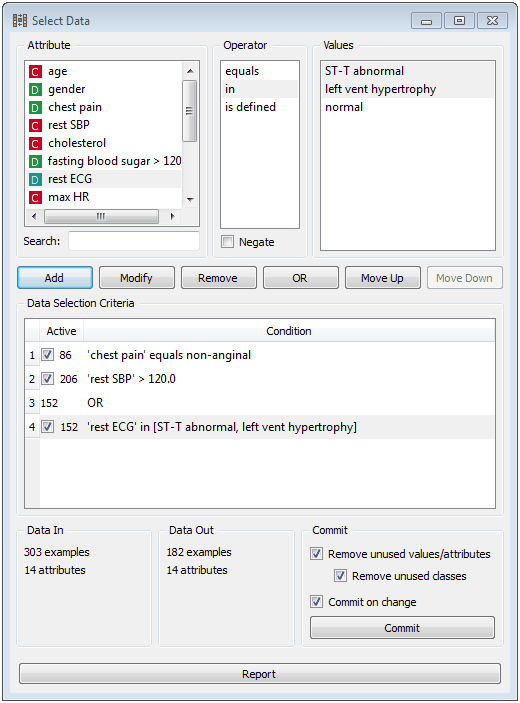 Select Data
Attribute
C age
D gender
D chest pain
C rest SBP
C cholesterol
D fasting blood sugar > 120
D rest ECG
C max HR
Search:
Operator
equals
in
is defined
Negate
Values
ST-T abnormal
left vent hypertrophy
normal
Add Modify Remove OR Move Up Move Down
Data Selection Criteria
Active Condition
1 86 'chest pain' equals non-anginal
2 206 'rest SBP' > 120.0
3 152 OR
4 152 'rest ECG' in [ST-T abnormal, left vent hypertrophy]
Data In
303 examples
14 attributes
Data Out
182 examples
14 attributes
Commit
Remove unused values/attributes
Remove unused classes
Commit on change
Commit
Report